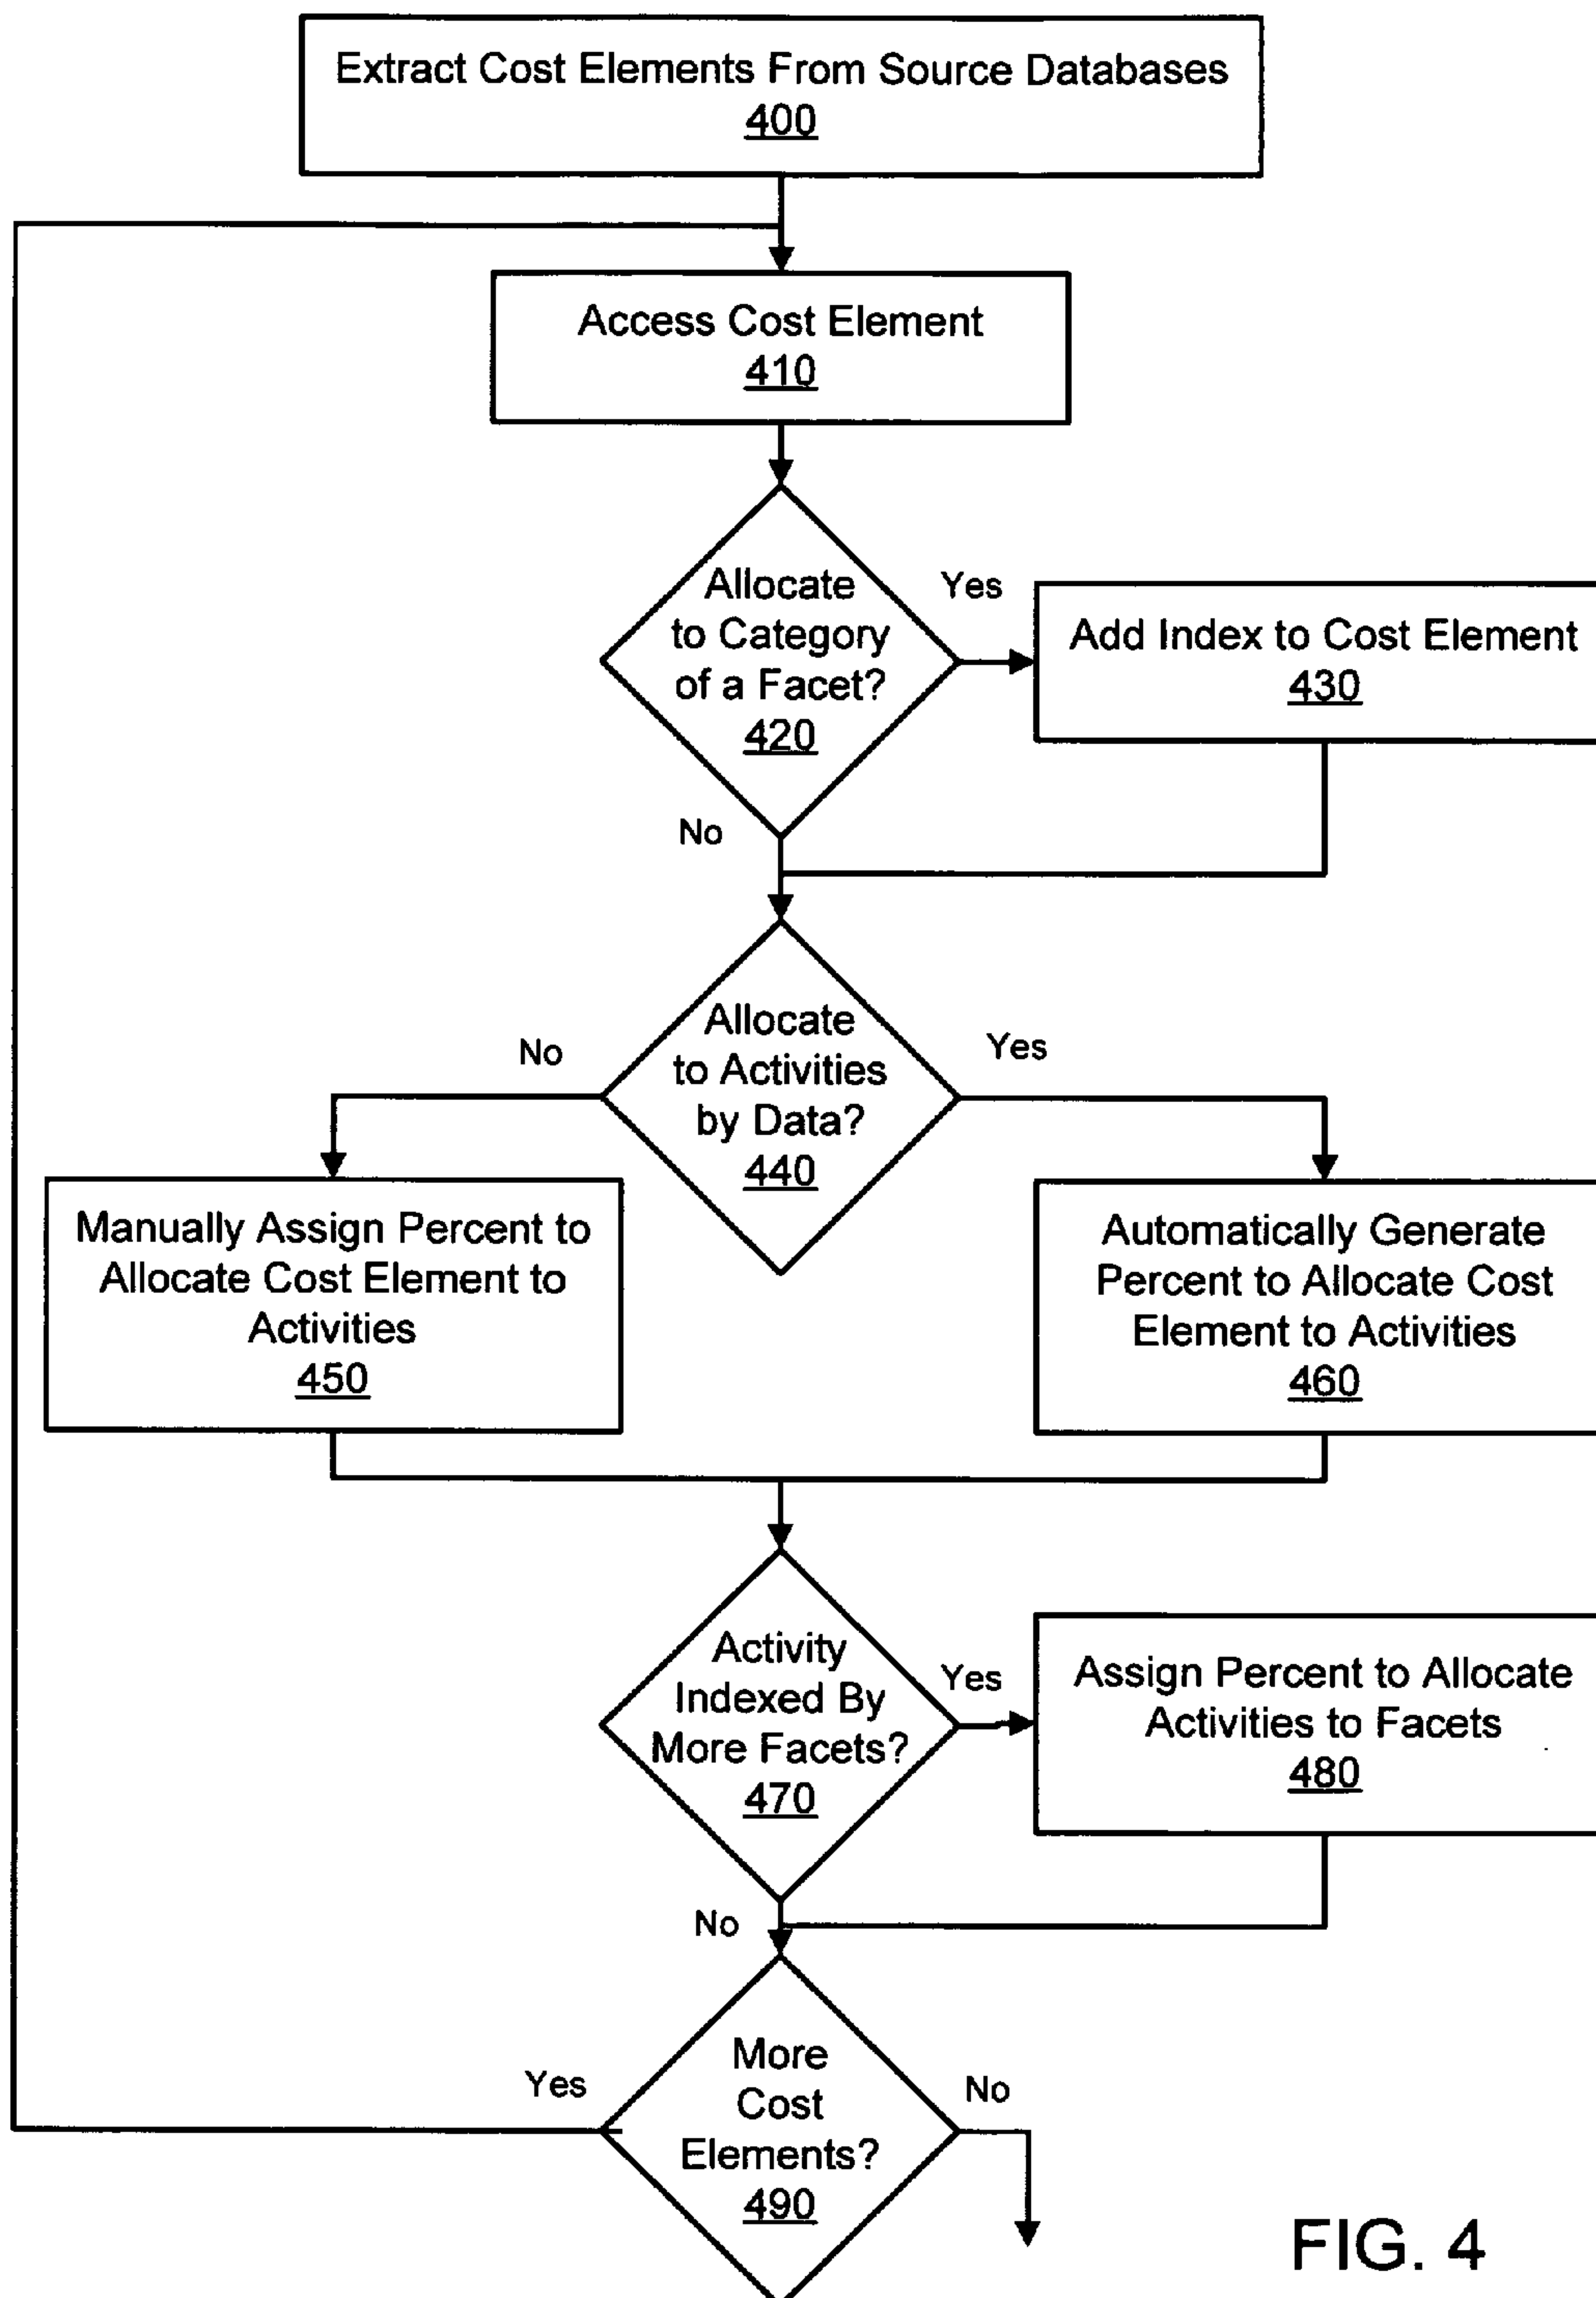 Extract Cost Elements From Source Databases
400
Access Cost Element
410
Allocate
to Category
of a Facet?
420
Yes
Add Index to Cost Element
430
No
Allocate
to Activities
by Data?
440
No
Yes
Manually Assign Percent to
Allocate Cost Element to
Activities
450
Automatically Generate
Percent to Allocate Cost
Element to Activities
460
Activity
Indexed By
More Facets?
470
Yes
Assign Percent to Allocate
Activities to Facets
480
No
More
Cost
Elements?
490
Yes
No
FIG. 4